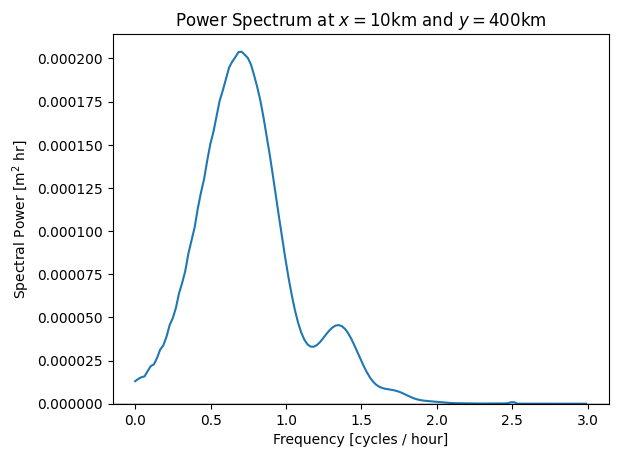 Power Spectrum at x = 10km and y = 400km
Spectral Power [m² hr]
0.000200
0.000175
0.000150
0.000125
0.000100
0.000075
0.000050
0.000025
0.000000
0.0 0.5 1.0 1.5 2.0 2.5 3.0
Frequency [cycles / hour]